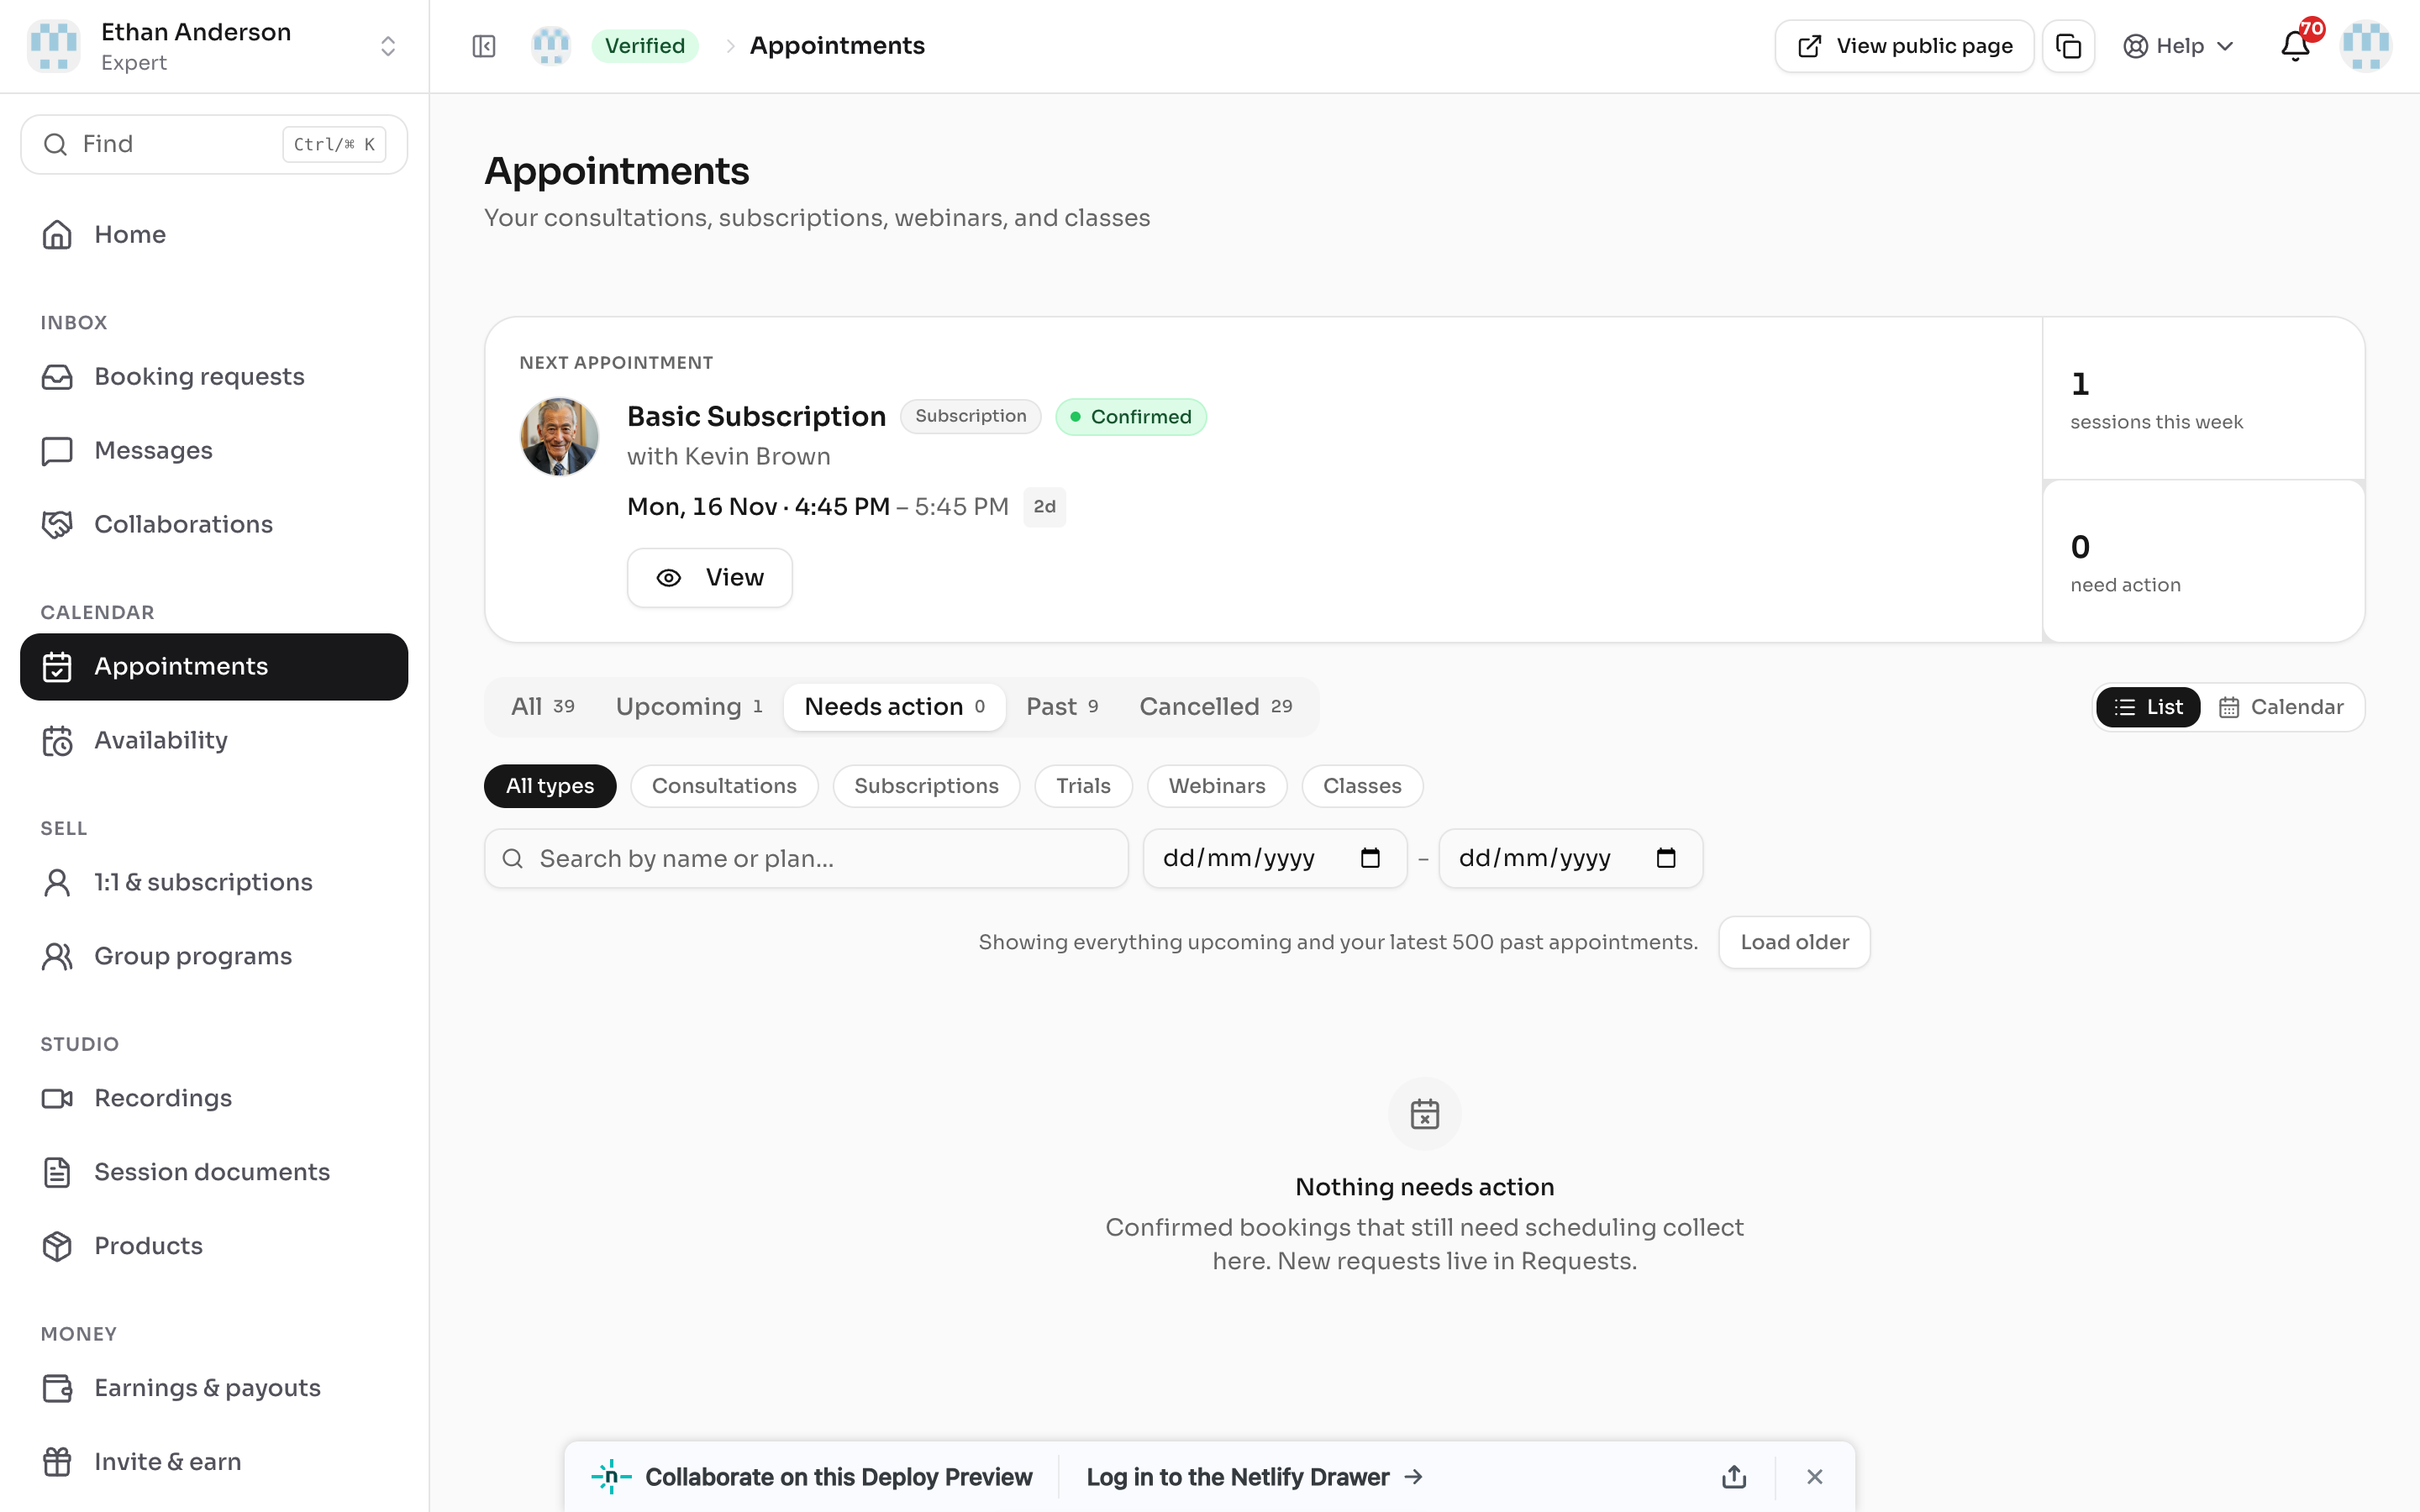 Ethan Anderson
Expert
Verified
Appointments
View public page
Help
70
Find
Ctrl/⌘ K
Home
INBOX
Booking requests
Messages
Collaborations
CALENDAR
Appointments
Availability
SELL
1:1 & subscriptions
Group programs
STUDIO
Recordings
Session documents
Products
MONEY
Earnings & payouts
Invite & earn
Appointments
Your consultations, subscriptions, webinars, and classes
NEXT APPOINTMENT
Basic Subscription Subscription Confirmed
with Kevin Brown
Mon, 16 Nov · 4:45 PM – 5:45 PM 2d
View
1
sessions this week
0
need action
All 39 Upcoming 1 Needs action 0 Past 9 Cancelled 29
List Calendar
All types Consultations Subscriptions Trials Webinars Classes
Search by name or plan... dd/mm/yyyy – dd/mm/yyyy
Showing everything upcoming and your latest 500 past appointments. Load older
Nothing needs action
Confirmed bookings that still need scheduling collect
here. New requests live in Requests.
Collaborate on this Deploy Preview Log in to the Netlify Drawer →